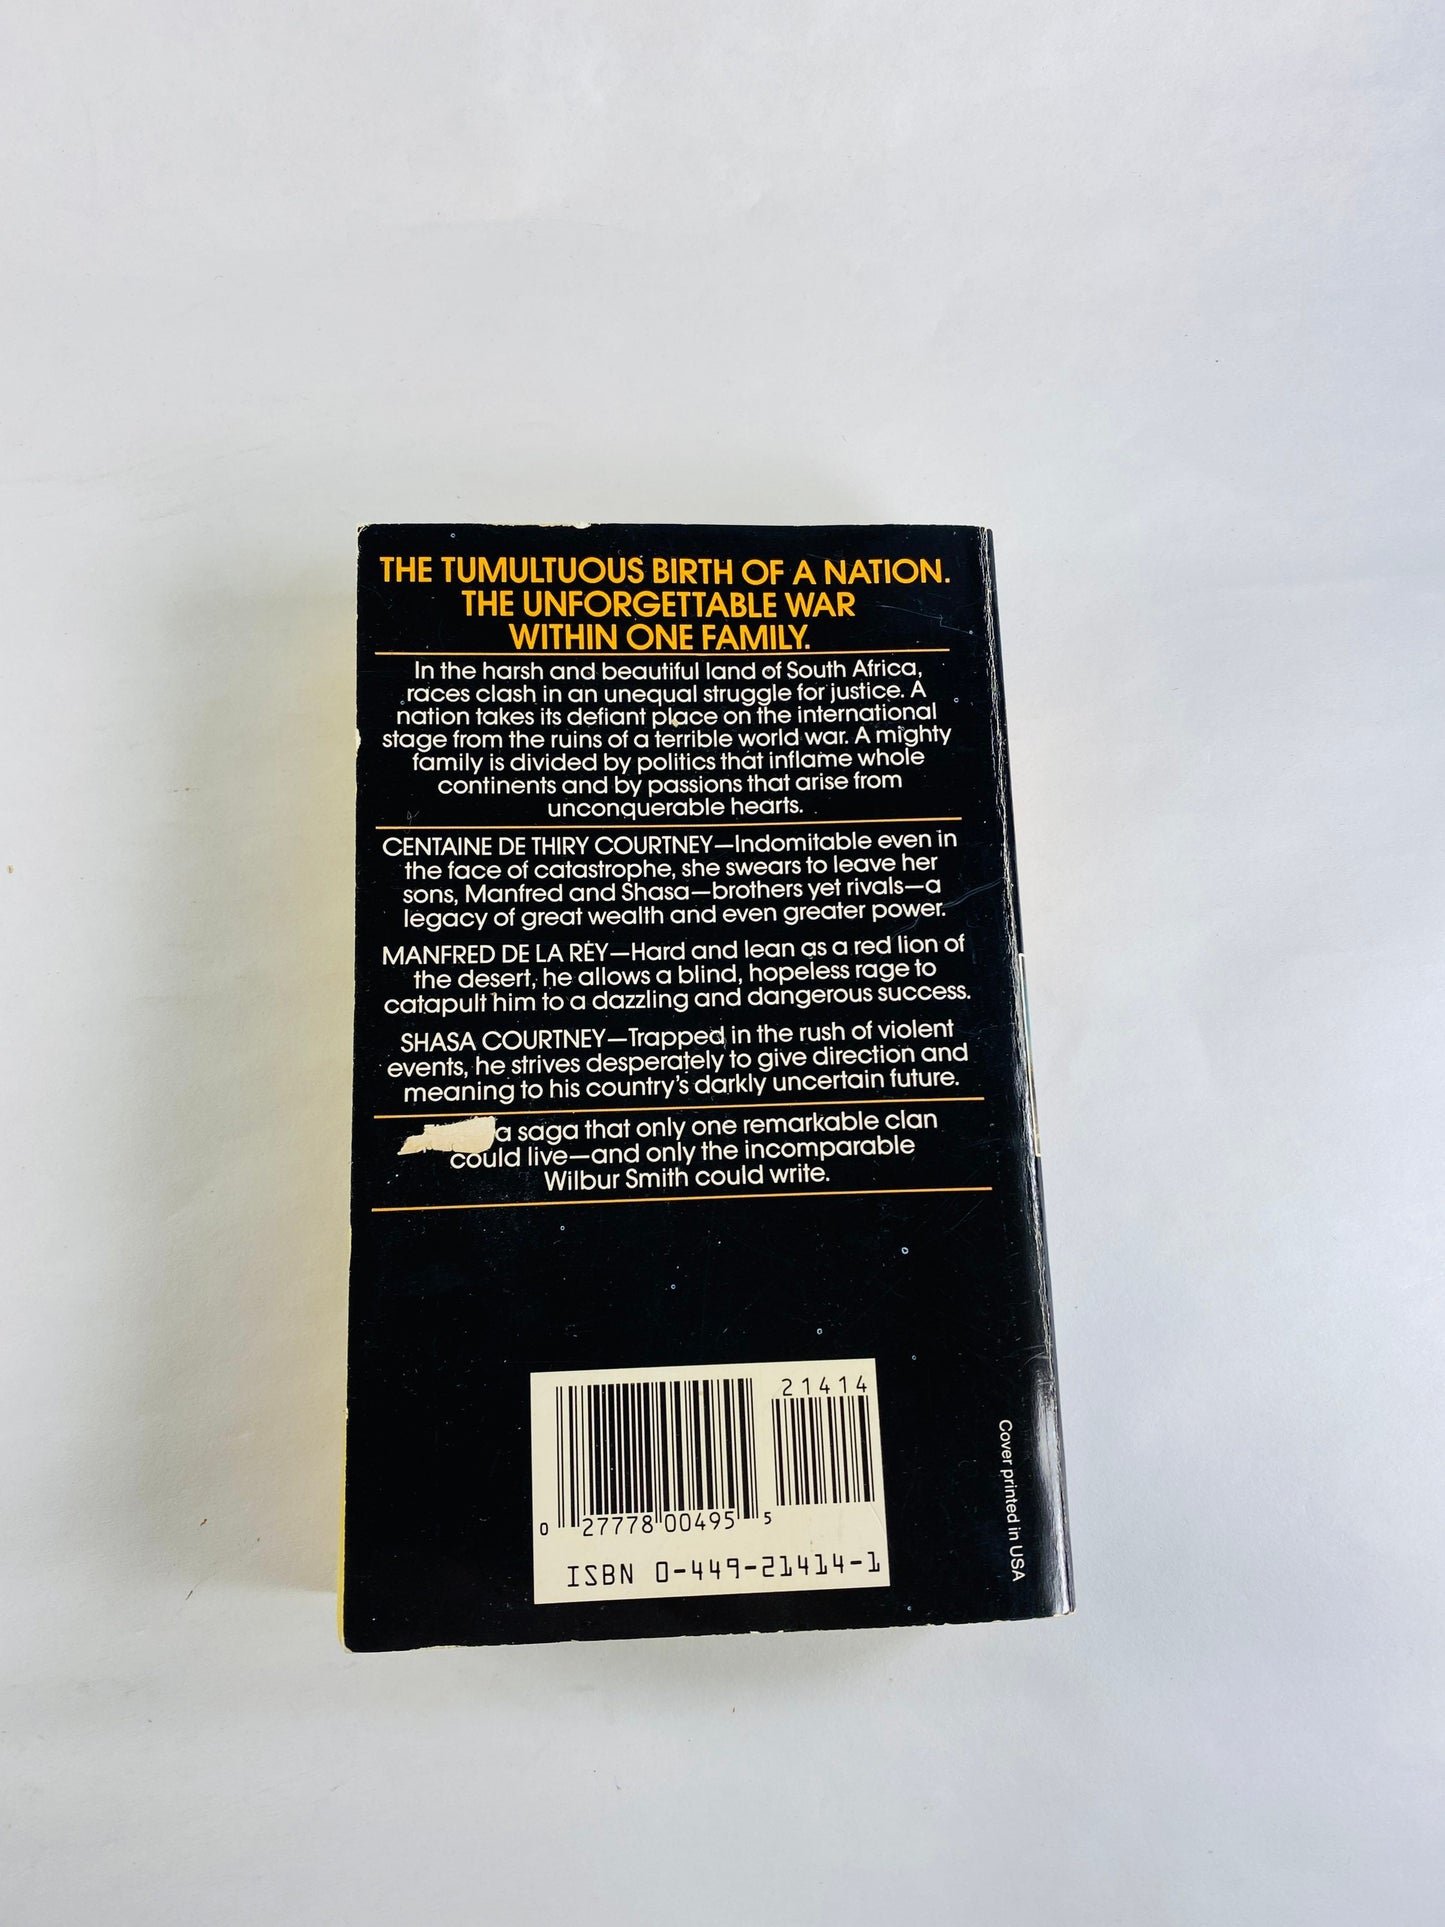 THE TUMULTUOUS BIRTH OF A NATION.
THE UNFORGETTABLE WAR
WITHIN ONE FAMILY.
In the harsh and beautiful land of South Africa,
races clash in an unequal struggle for justice. A
nation takes its defiant place on the international
stage from the ruins of a terrible world war. A mighty
family is divided by politics that inflame whole
continents and by passions that arise from
unconquerable hearts.
CENTAINE DE THIRY COURTNEY—Indomitable even in
the face of catastrophe, she swears to leave her
sons, Manfred and Shasa—brothers yet rivals—a
legacy of great wealth and even greater power.
MANFRED DE LA REY—Hard and lean as a red lion of
the desert, he allows a blind, hopeless rage to
catapult him to a dazzling and dangerous success.
SHASA COURTNEY—Trapped in the rush of violent
events, he strives desperately to give direction and
meaning to his country's darkly uncertain future.
a saga that only one remarkable clan
could live—and only the incomparable
Wilbur Smith could write.
21414
0 27778 00495 5
ISBN 0-449-21414-1
Cover printed in USA